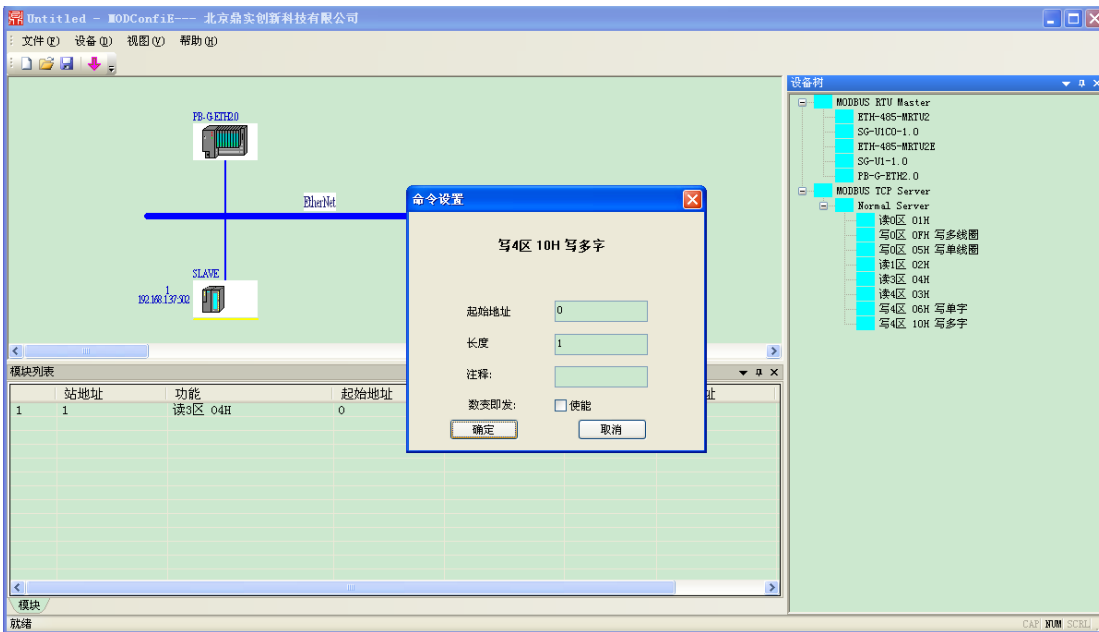 Untitled - MODConfiE--- 北京鼎实创新科技有限公司
文件(F) 设备(D) 视图(V) 帮助(H)
PB-G-ETH2.0
EtherNet
SLAVE
1
192.168.1.37:502
设备树
MODBUS RTU Master
ETH-485-MRTU2
SG-U1CO-1.0
ETH-485-MRTU2E
SG-U1-1.0
PB-G-ETH2.0
MODBUS TCP Server
Normal Server
读0区 01H
写0区 0FH 写多线圈
写0区 05H 写单线圈
读1区 02H
读3区 04H
读4区 03H
写4区 06H 写单字
写4区 10H 写多字
命令设置
写4区 10H 写多字
起始地址 0
长度 1
注释:
数变即发: 使能
确定 取消
模块列表
站地址 功能 起始地址 址
1 1 读3区 04H 0
模块
就绪
CAP NUM SCRL